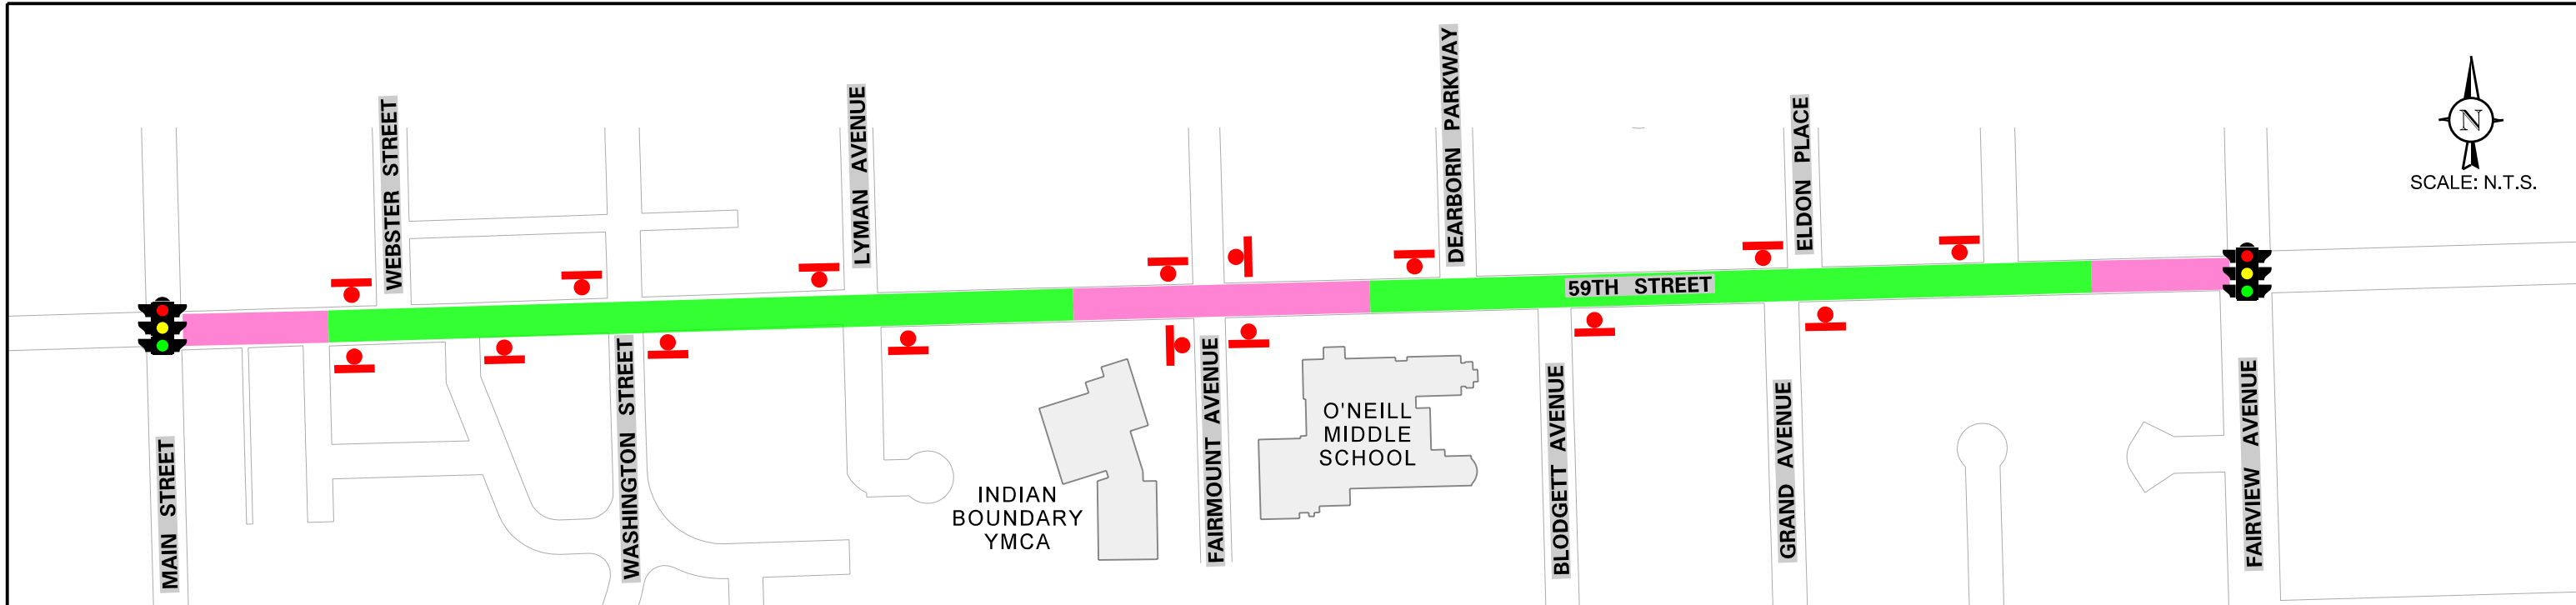 WEBSTER STREET
LYMAN AVENUE
DEARBORN PARKWAY
ELDON PLACE
N
SCALE: N.T.S.
59TH STREET
MAIN STREET
WASHINGTON STREET
INDIAN
BOUNDARY
YMCA
FAIRMOUNT AVENUE
O'NEILL
MIDDLE
SCHOOL
BLODGETT AVENUE
GRAND AVENUE
FAIRVIEW AVENUE